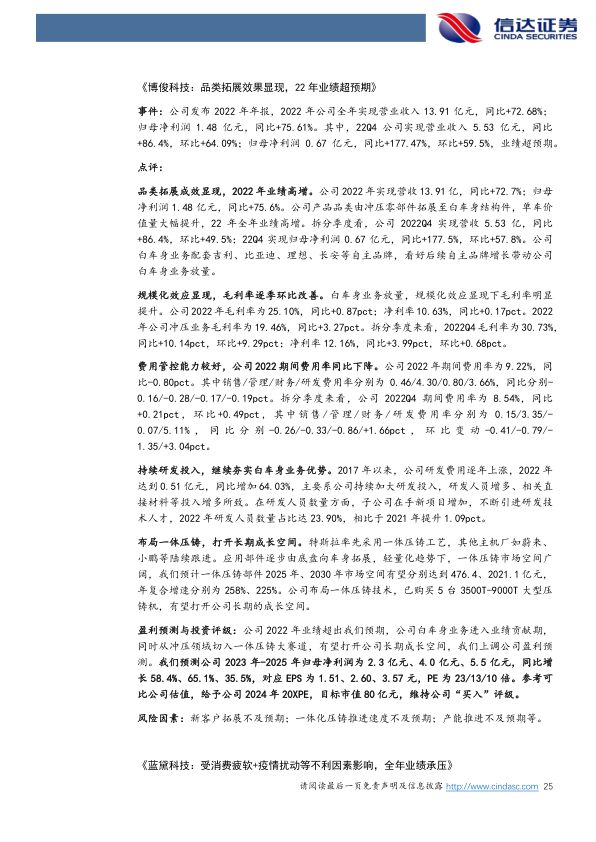 信达证券
CINDA SECURITIES
《博俊科技：品类拓展效果显现，22 年业绩超预期》
事件：公司发布 2022 年年报，2022 年公司全年实现营业收入 13.91 亿元，同比+72.68%；
归母净利润 1.48 亿元，同比+75.61%。其中，22Q4 公司实现营业收入 5.53 亿元，同比
+86.4%，环比+64.09%；归母净利润 0.67 亿元，同比+177.47%，环比+59.5%，业绩超预期。
点评：
品类拓展成效显现，2022 年业绩高增。公司 2022 年实现营收 13.91 亿，同比+72.7%；归母
净利润 1.48 亿元，同比+75.6%。公司产品品类由冲压零部件拓展至白车身结构件，单车价
值量大幅提升，22 年全年业绩高增。拆分季度看，公司 2022Q4 实现营收 5.53 亿，同比
+86.4%，环比+49.5%；22Q4 实现归母净利润 0.67 亿元，同比+177.5%，环比+57.8%。公司
白车身业务配套吉利、比亚迪、理想、长安等自主品牌，看好后续自主品牌增长带动公司
白车身业务放量。
规模化效应显现，毛利率逐季环比改善。白车身业务放量，规模化效应显现下毛利率明显
提升。公司 2022 年毛利率为 25.10%，同比+0.87pct；净利率 10.63%，同比+0.17pct。2022
年公司冲压业务毛利率为 19.46%，同比+3.27pct。拆分季度来看，2022Q4 毛利率为 30.73%，
同比+10.14pct，环比+9.29pct；净利率 12.16%，同比+3.99pct，环比+0.68pct。
费用管控能力较好，公司 2022 期间费用率同比下降。公司 2022 年期间费用率为 9.22%，同
比-0.80pct。其中销售/管理/财务/研发费用率分别为 0.46/4.30/0.80/3.66%，同比分别-
0.16/-0.28/-0.17/-0.19pct。拆分季度来看，公司 2022Q4 期间费用率为 8.54%，同比
+0.21pct，环比+0.49pct，其中销售/管理/财务/研发费用率分别为 0.15/3.35/-
0.07/5.11%，同比分别-0.26/-0.33/-0.86/+1.66pct，环比变动-0.41/-0.79/-
1.35/+3.04pct。
持续研发投入，继续夯实白车身业务优势。2017 年以来，公司研发费用逐年上涨，2022 年
达到 0.51 亿元，同比增加 64.03%，主要系公司持续加大研发投入，研发人员增多、相关直
接材料等投入增多所致。在研发人员数量方面，子公司在手新项目增加，不断引进研发技
术人才，2022 年研发人员数量占比达 23.90%，相比于 2021 年提升 1.09pct。
布局一体压铸，打开长期成长空间。特斯拉率先采用一体压铸工艺，其他主机厂如蔚来、
小鹏等陆续跟进。应用部件逐步由底盘向车身拓展，轻量化趋势下，一体压铸市场空间广
阔，我们预计一体压铸部件 2025 年、2030 年市场空间有望分别达到 476.4、2021.1 亿元，
年复合增速分别为 258%、225%。公司布局一体压铸技术，已购买 5 台 3500T-9000T 大型压
铸机，有望打开公司长期的成长空间。
盈利预测与投资评级：公司 2022 年业绩超出我们预期，公司白车身业务进入业绩贡献期，
同时从冲压领域切入一体压铸大赛道，有望打开公司长期成长空间，我们上调公司盈利预
测。我们预测公司 2023 年-2025 年归母净利润为 2.3 亿元、4.0 亿元、5.5 亿元，同比增
长 58.4%、65.1%、35.5%，对应 EPS 为 1.51、2.60、3.57 元，PE 为 23/13/10 倍。参考可
比公司估值，给予公司 2024 年 20XPE，目标市值 80 亿元，维持公司“买入”评级。
风险因素：新客户拓展不及预期；一体化压铸推进速度不及预期；产能推进不及预期等。
《蓝黛科技：受消费疲软+疫情扰动等不利因素影响，全年业绩承压》
请阅读最后一页免责声明及信息披露 http://www.cindasc.com 25